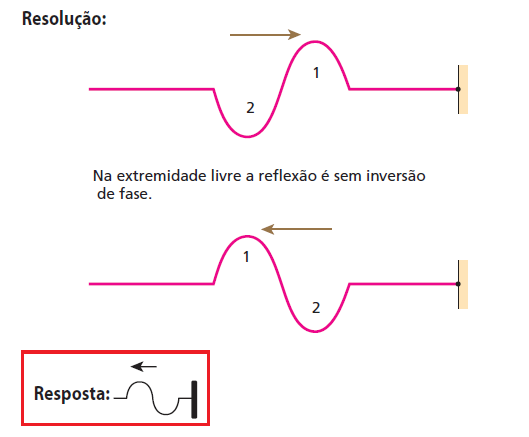 Resolução:
1
2
Na extremidade livre a reflexão é sem inversão
de fase.
1
2
Resposta: